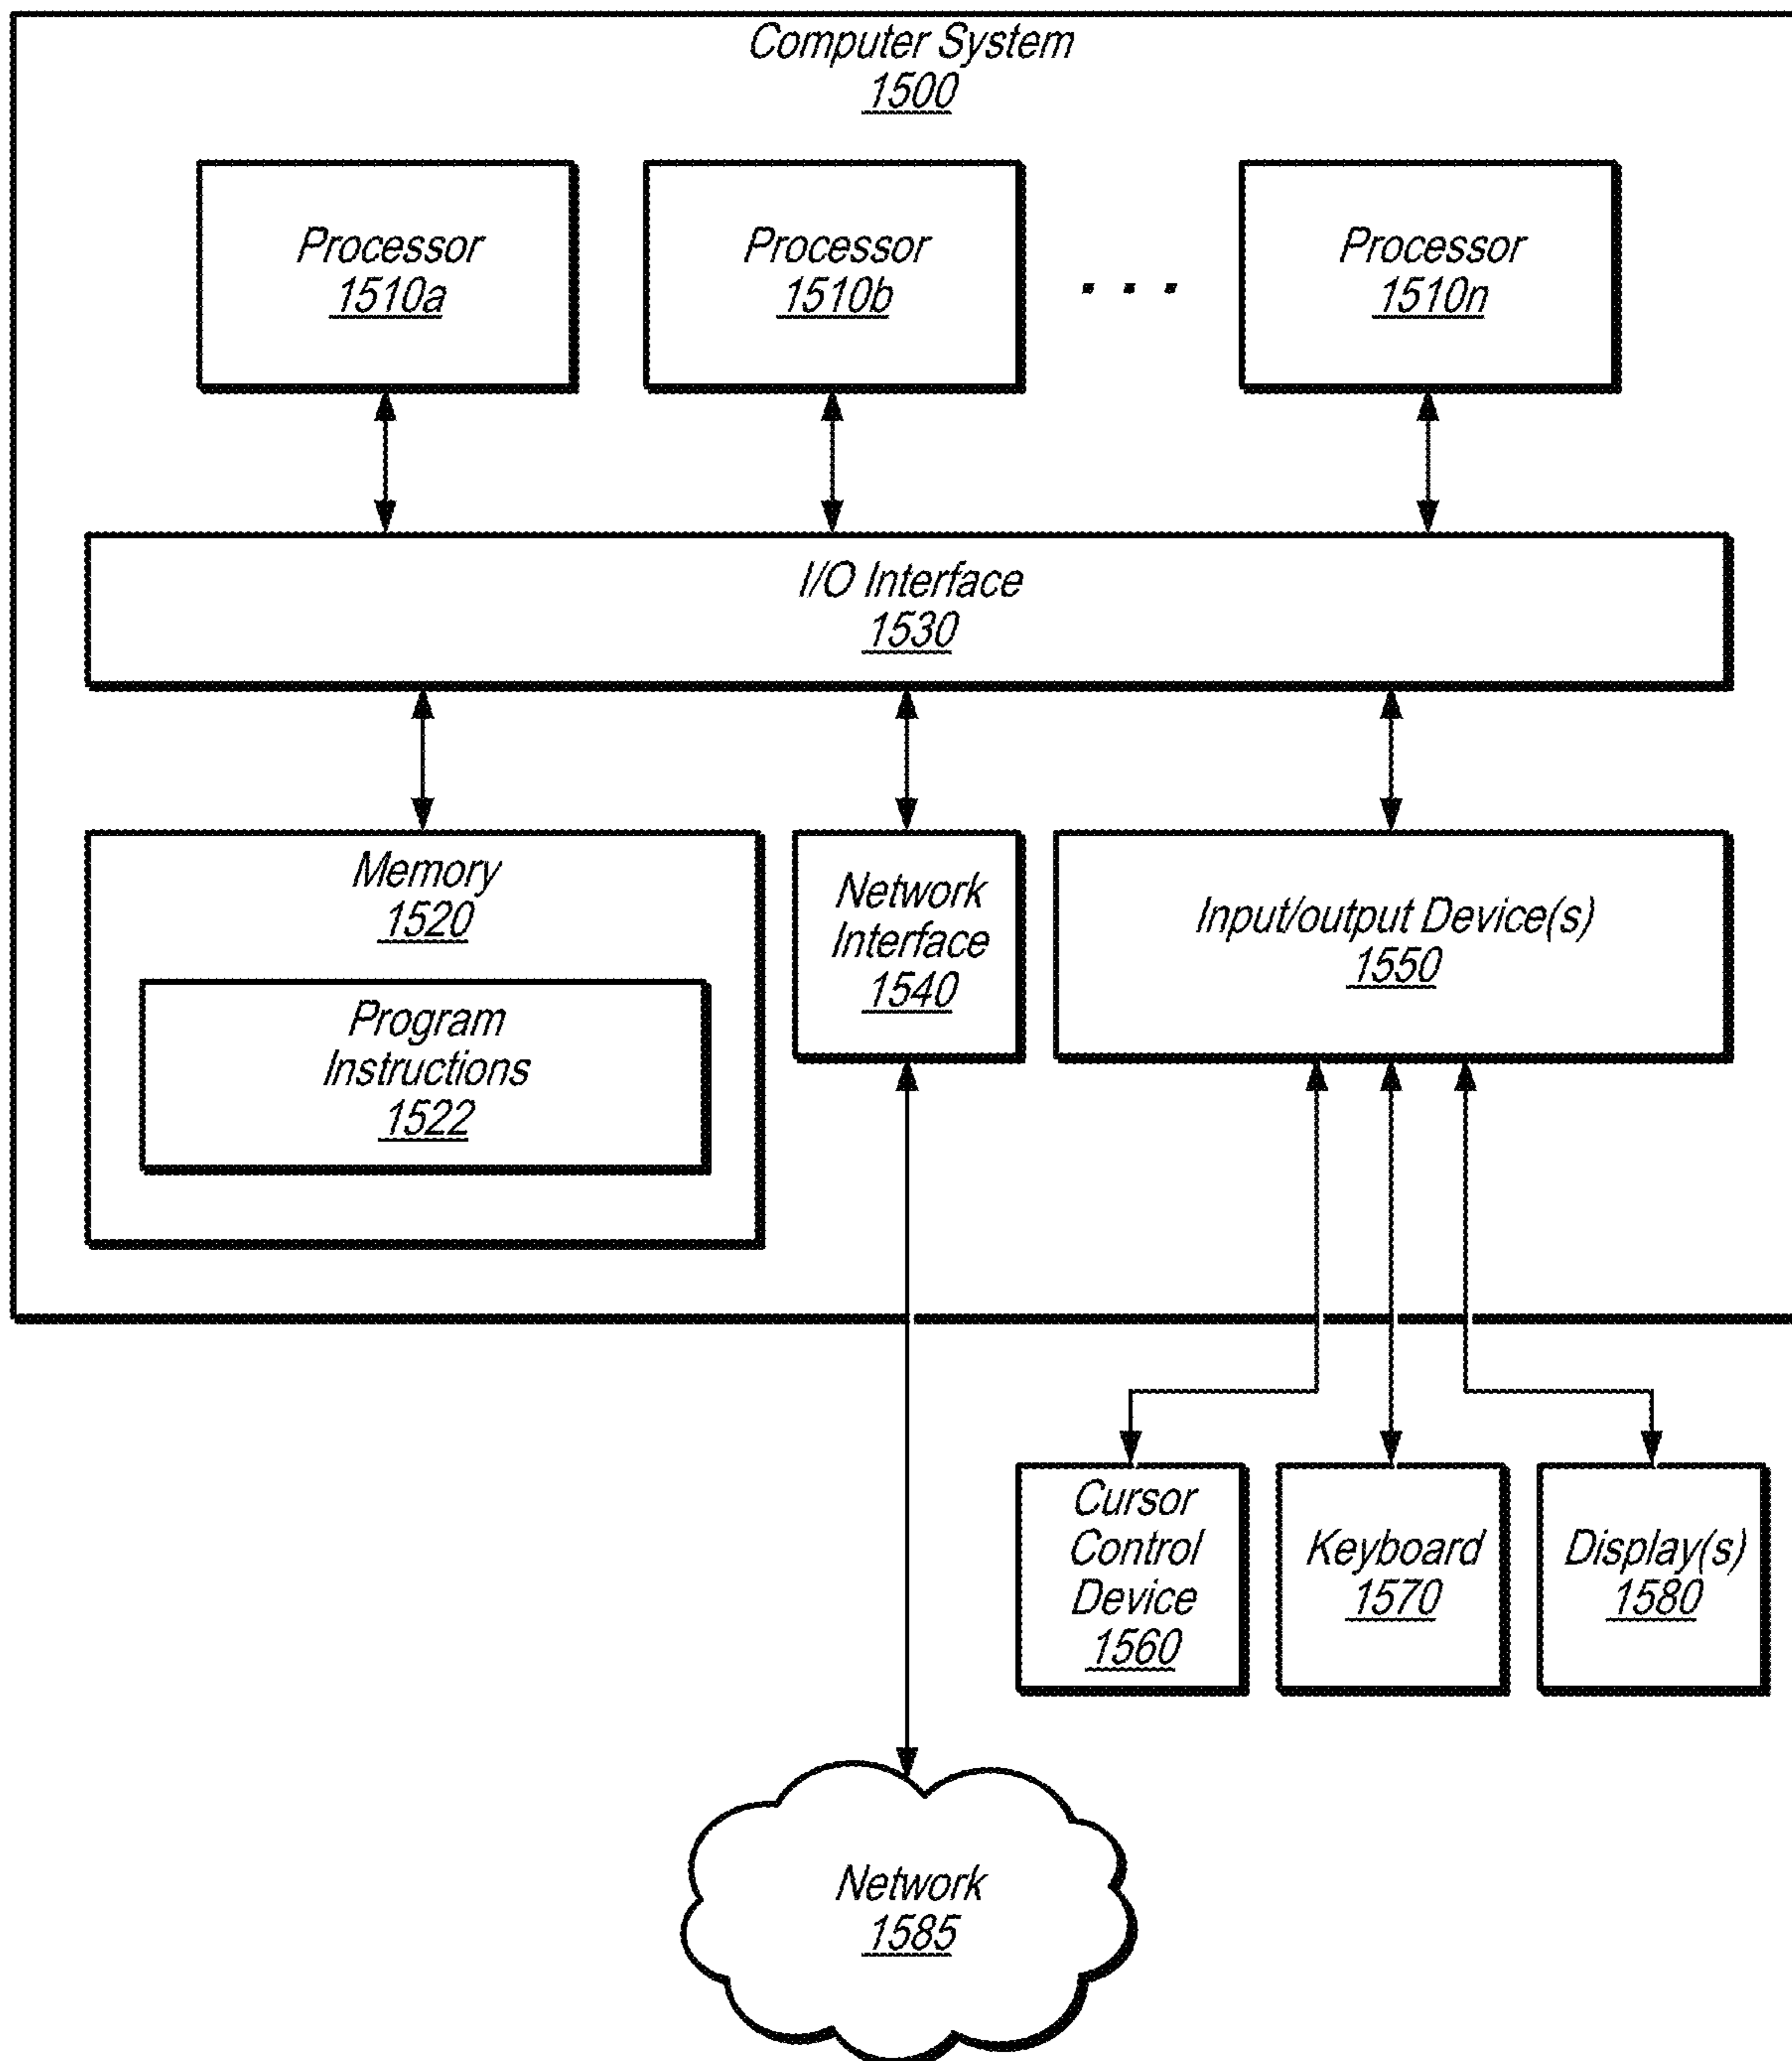 Computer System
1500
Processor
1510a
Processor
1510b
. . .
Processor
1510n
I/O Interface
1530
Memory
1520
Program
Instructions
1522
Network
Interface
1540
Input/output Device(s)
1550
Cursor
Control
Device
1560
Keyboard
1570
Display(s)
1580
Network
1585